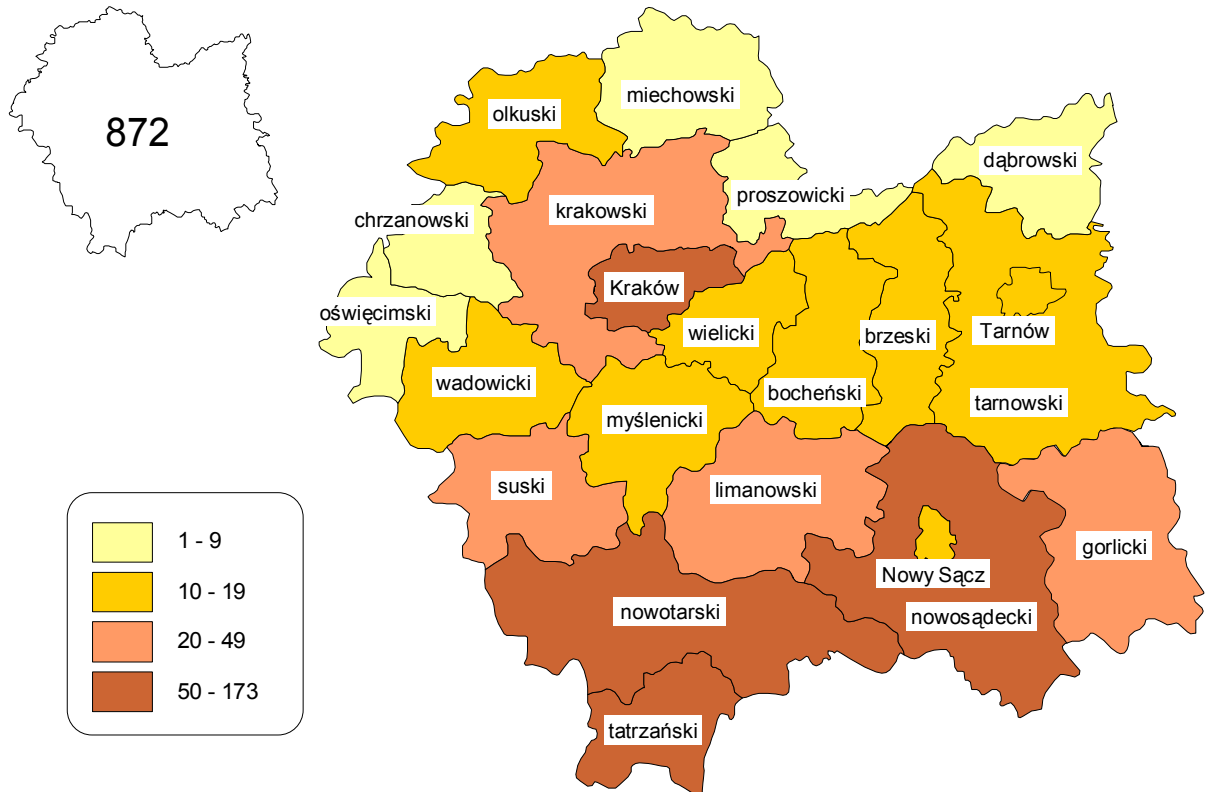 872
miechowski
olkuski
dąbrowski
proszowicki
chrzanowski
krakowski
Kraków
oświęcimski
wielicki
brzeski
Tarnów
wadowicki
bocheński
tarnowski
myślenicki
suski
limanowski
gorlicki
Nowy Sącz
nowotarski
nowosądecki
tatrzański
1 - 9
10 - 19
20 - 49
50 - 173